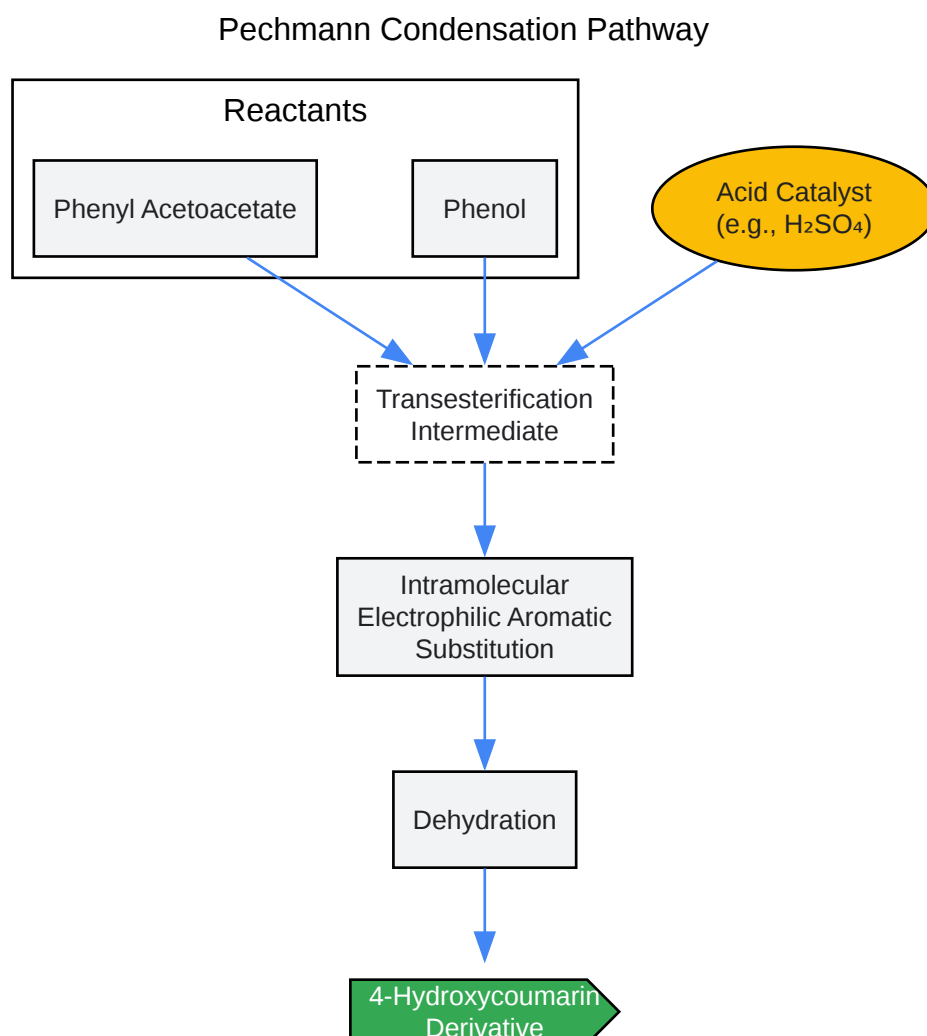 Pechmann Condensation Pathway
Reactants
Phenyl Acetoacetate
Phenol
Acid Catalyst
(e.g., H₂SO₄)
Transesterification
Intermediate
Intramolecular
Electrophilic Aromatic
Substitution
Dehydration
4-Hydroxycoumarin
Derivative